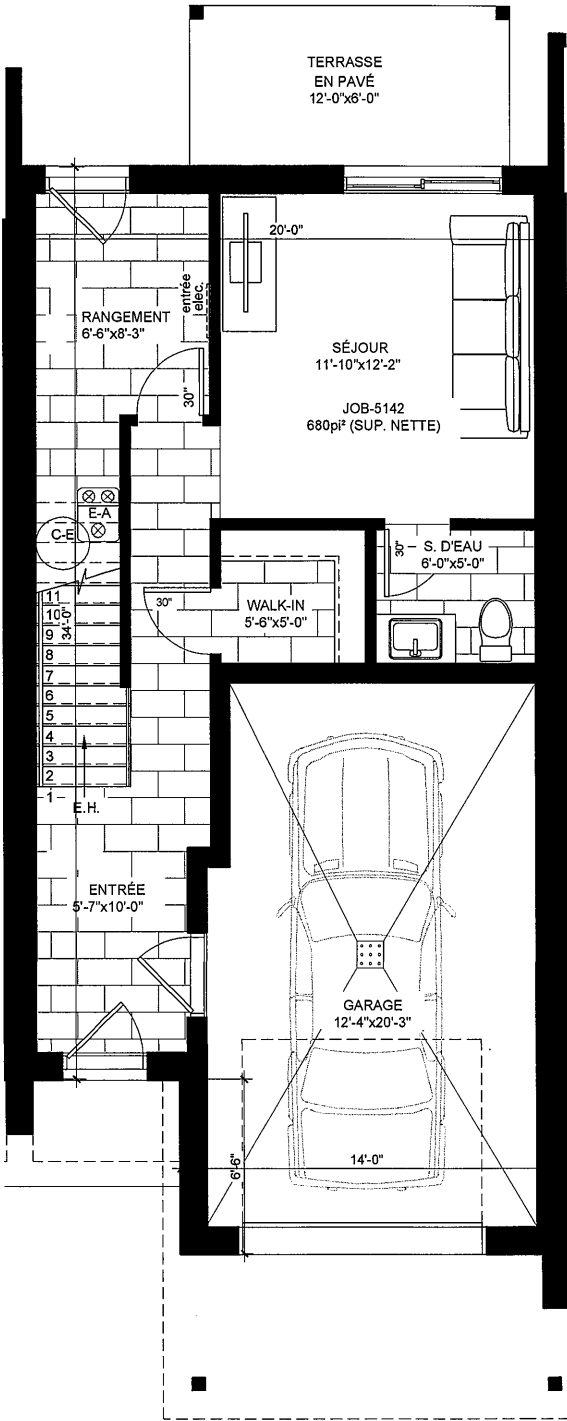 TERRASSE
EN PAVÉ
12'-0"x6'-0"
20'-0"
entrée
elec.
RANGEMENT
6'-6"x8'-3"
SÉJOUR
11'-10"x12'-2"
30"
JOB-5142
680pi² (SUP. NETTE)
E-A
C-E
30"
S. D'EAU
6'-0"x5'-0"
30"
WALK-IN
5'-6"x5'-0"
34'-0"
11
10
9
8
7
6
5
4
3
2
1
E.H.
ENTRÉE
5'-7"x10'-0"
GARAGE
12'-4"x20'-3"
6'-6"
14'-0"